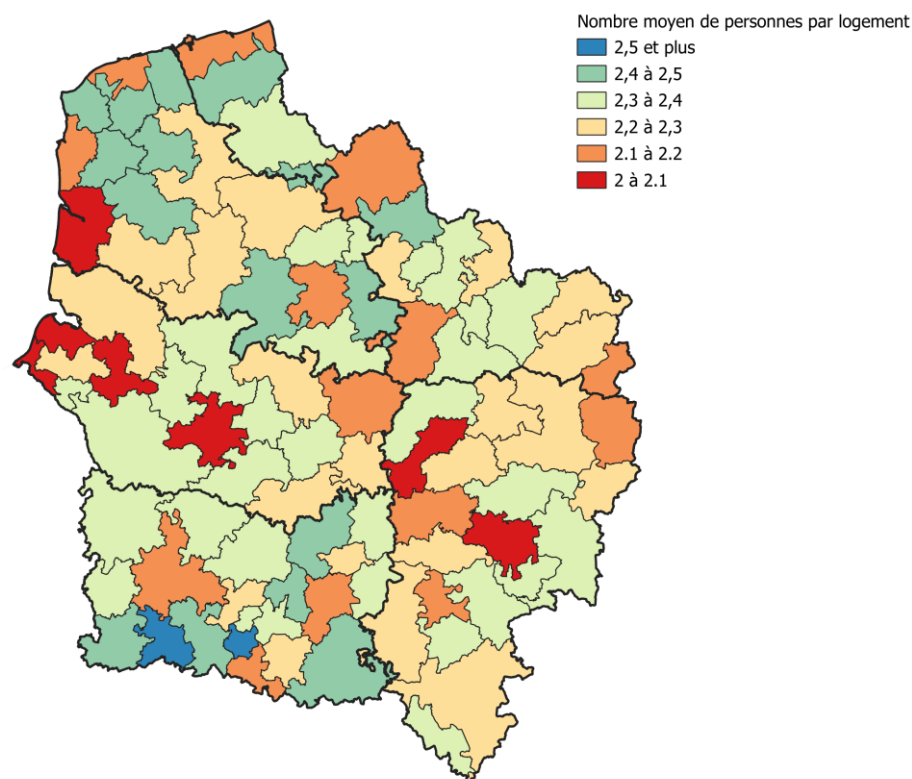 Nombre moyen de personnes par logement
2,5 et plus
2,4 à 2,5
2,3 à 2,4
2,2 à 2,3
2.1 à 2.2
2 à 2.1